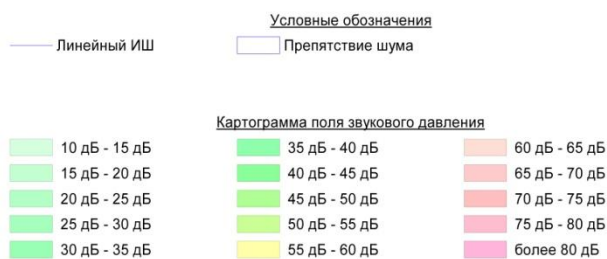 Условные обозначения
Линейный ИШ
Препятствие шума
Картограмма поля звукового давления
10 дБ - 15 дБ
15 дБ - 20 дБ
20 дБ - 25 дБ
25 дБ - 30 дБ
30 дБ - 35 дБ
35 дБ - 40 дБ
40 дБ - 45 дБ
45 дБ - 50 дБ
50 дБ - 55 дБ
55 дБ - 60 дБ
60 дБ - 65 дБ
65 дБ - 70 дБ
70 дБ - 75 дБ
75 дБ - 80 дБ
более 80 дБ